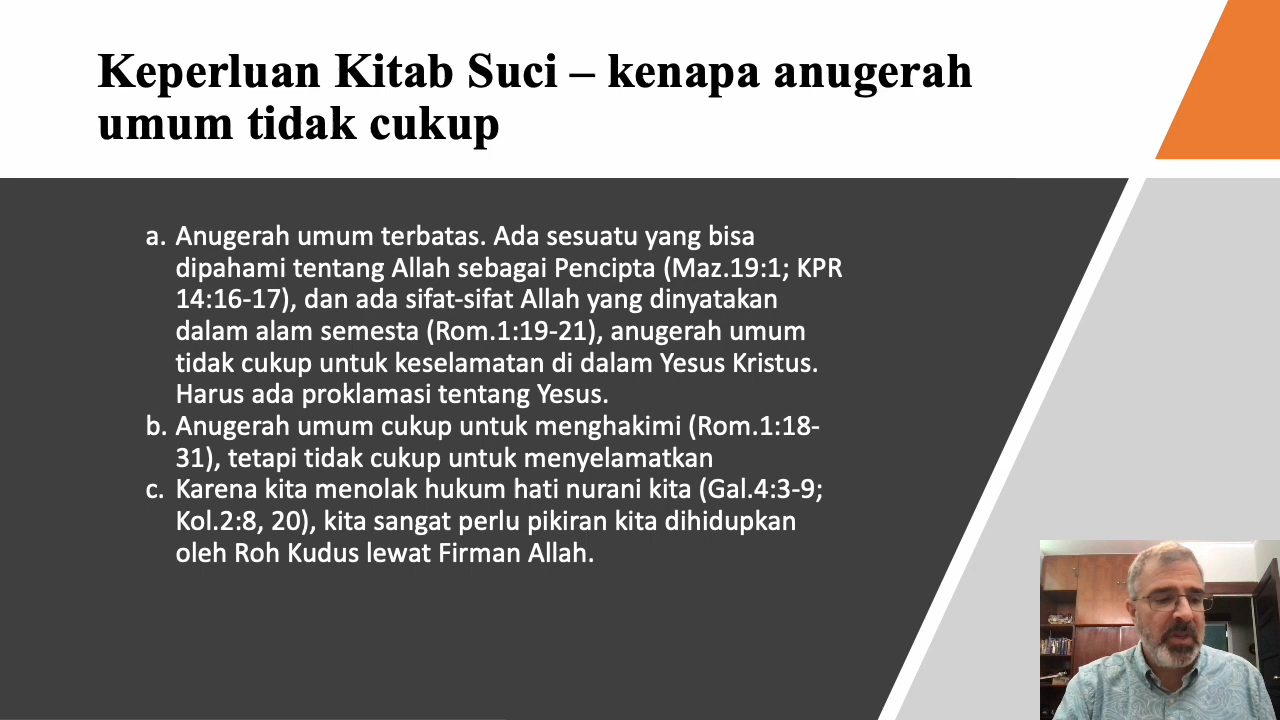 Keperluan Kitab Suci – kenapa anugerah
umum tidak cukup
a. Anugerah umum terbatas. Ada sesuatu yang bisa
dipahami tentang Allah sebagai Pencipta (Maz.19:1; KPR
14:16-17), dan ada sifat-sifat Allah yang dinyatakan
dalam alam semesta (Rom.1:19-21), anugerah umum
tidak cukup untuk keselamatan di dalam Yesus Kristus.
Harus ada proklamasi tentang Yesus.
b. Anugerah umum cukup untuk menghakimi (Rom.1:18-
31), tetapi tidak cukup untuk menyelamatkan
c. Karena kita menolak hukum hati nurani kita (Gal.4:3-9;
Kol.2:8, 20), kita sangat perlu pikiran kita dihidupkan
oleh Roh Kudus lewat Firman Allah.